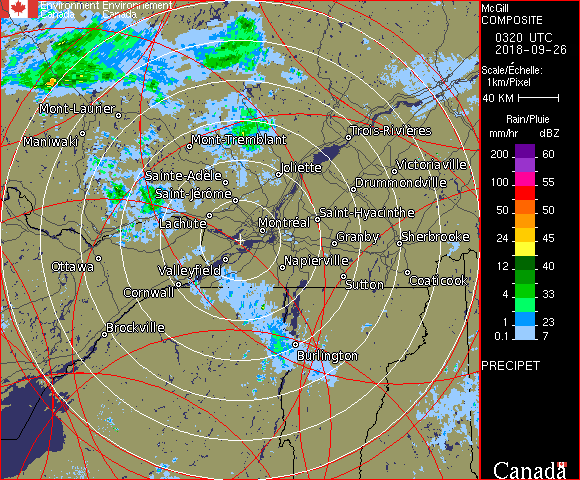 Environment Environnement
Canada Canada
McGill
COMPOSITE
0320 UTC
2018-09-26
Scale/Échelle:
1km/Pixel
40 KM
Rain/Pluie
mm/hr dBZ
200 60
100 55
50 50
24 45
12 40
4 33
1 23
0.1 7
PRECIPET
Canada
Mont-Laurier
Maniwaki
Mont-Tremblant
Trois-Rivières
Joliette
Victoriaville
Sainte-Adèle
Drummondville
Saint-Jérôme
Lachute
Saint-Hyacinthe
Montréal
Granby
Sherbrooke
Ottawa
Valleyfield
Napierville
Cornwall
Sutton
Coaticook
Brockville
Burlington